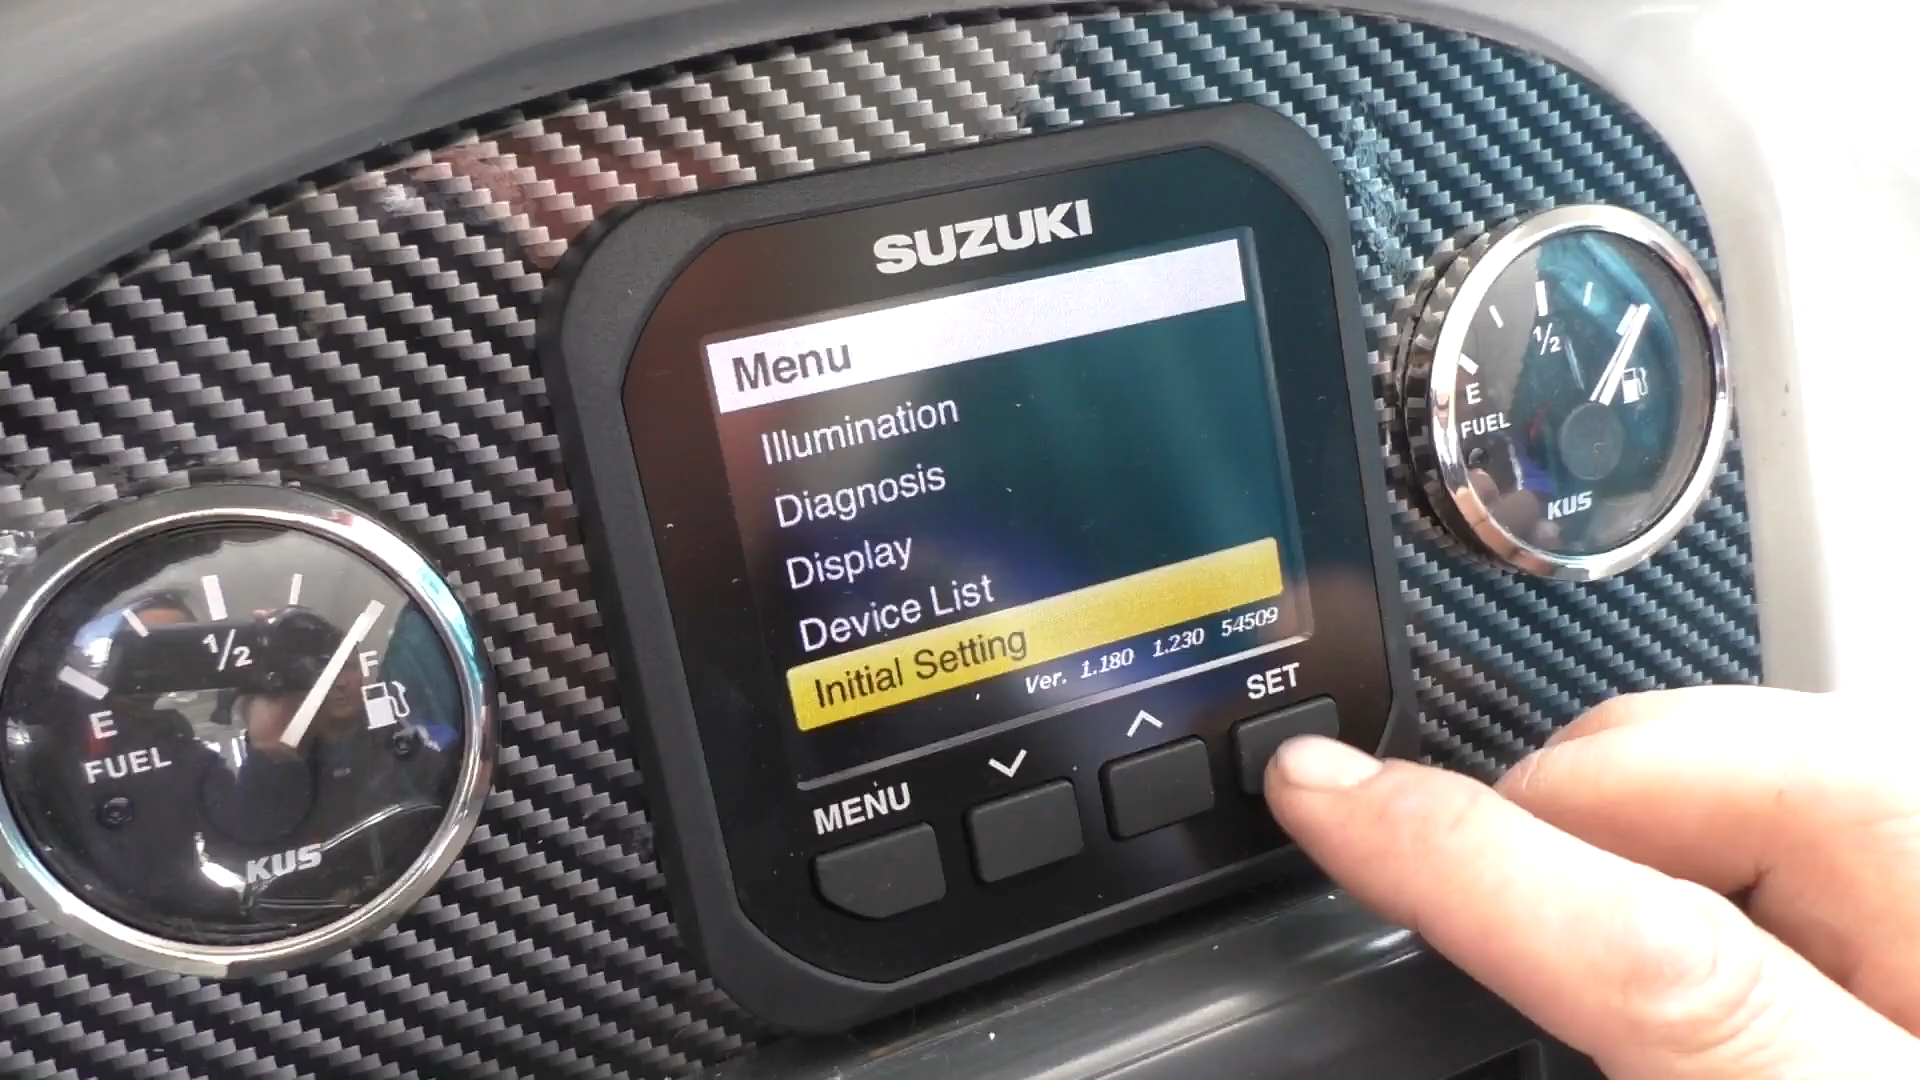 SUZUKI
Menu
Illumination
Diagnosis
Display
Device List
Initial Setting
Ver. 1.180 1.230 54509
MENU
SET
E
1/2
F
FUEL
KUS
E
1/2
FUEL
KUS